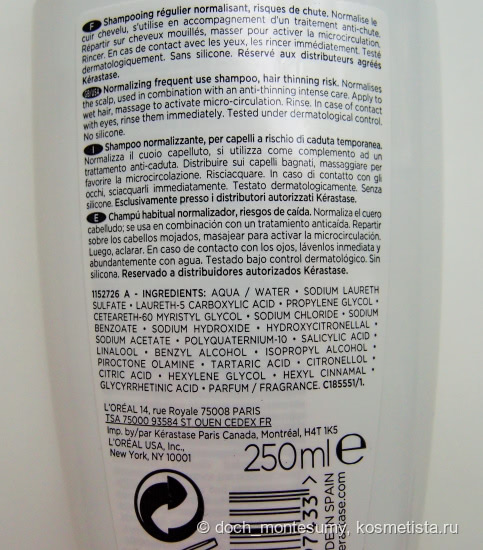 F Shampooing régulier normalisant, risques de chute. Normalise le
cuir chevelu, s'utilise en accompagnement d'un traitement anti-chute.
Répartir sur cheveux mouillés, masser pour activer la microcirculation.
Rincer. En cas de contact avec les yeux, les rincer immédiatement. Testé
dermatologiquement. Sans silicone. Réservé aux distributeurs agréés
Kérastase.
Normalizing frequent use shampoo, hair thinning risk. Normalises
the scalp, used in combination with an anti-thinning intense care. Apply to
wet hair, massage to activate micro-circulation. Rinse. In case of contact
with eyes, rinse them immediately. Tested under dermatological control.
No silicone.
I Shampoo normalizzante, per capelli a rischio di caduta temporanea.
Normalizza il cuoio capelluto, si utilizza come complemento ad un
trattamento anti-caduta. Distribuire sui capelli bagnati, massaggiare per
favorire la microcircolazione. Risciacquare. In caso di contatto con gli
occhi, sciacquarli immediatamente. Testato dermatologicamente. Senza
silicone. Esclusivamente presso i distributori autorizzati Kérastase.
E Champú habitual normalizador, riesgos de caída. Normaliza el cuero
cabelludo; se usa en combinación con el tratamiento anticaída. Repartir
sobre los cabellos mojados, masajear para activar la microcirculación.
Luego, aclarar. En caso de contacto con los ojos, lávenlos inmediata y
abundantemente con agua. Testado bajo control dermatológico. Sin
silicona. Reservado a distribuidores autorizados Kérastase.
1152726 A - INGREDIENTS: AQUA / WATER • SODIUM LAURETH
SULFATE • LAURETH-5 CARBOXYLIC ACID • PROPYLENE GLYCOL •
CETEARETH-60 MYRISTYL GLYCOL • SODIUM CHLORIDE • SODIUM
BENZOATE • SODIUM HYDROXIDE • HYDROXYCITRONELLAL •
SODIUM ACETATE • POLYQUATERNIUM-10 • SALICYLIC ACID •
LINALOOL • BENZYL ALCOHOL • ISOPROPYL ALCOHOL •
PIROCTONE OLAMINE • TARTARIC ACID • CITRONELLOL •
CITRIC ACID • HEXYLENE GLYCOL • HEXYL CINNAMAL •
GLYCYRRHETINIC ACID • PARFUM / FRAGRANCE. C185551/1.
L'ORÉAL 14, rue Royale 75008 PARIS
TSA 75000 93584 ST OUEN CEDEX FR
Imp. by/par Kérastase Paris Canada, Montréal, H4T 1K5
L'ORÉAL USA, Inc.,
New York, NY 10001
250ml e
DE EN SPAIN
erastase.com
© doch_montesumy, kosmetista.ru